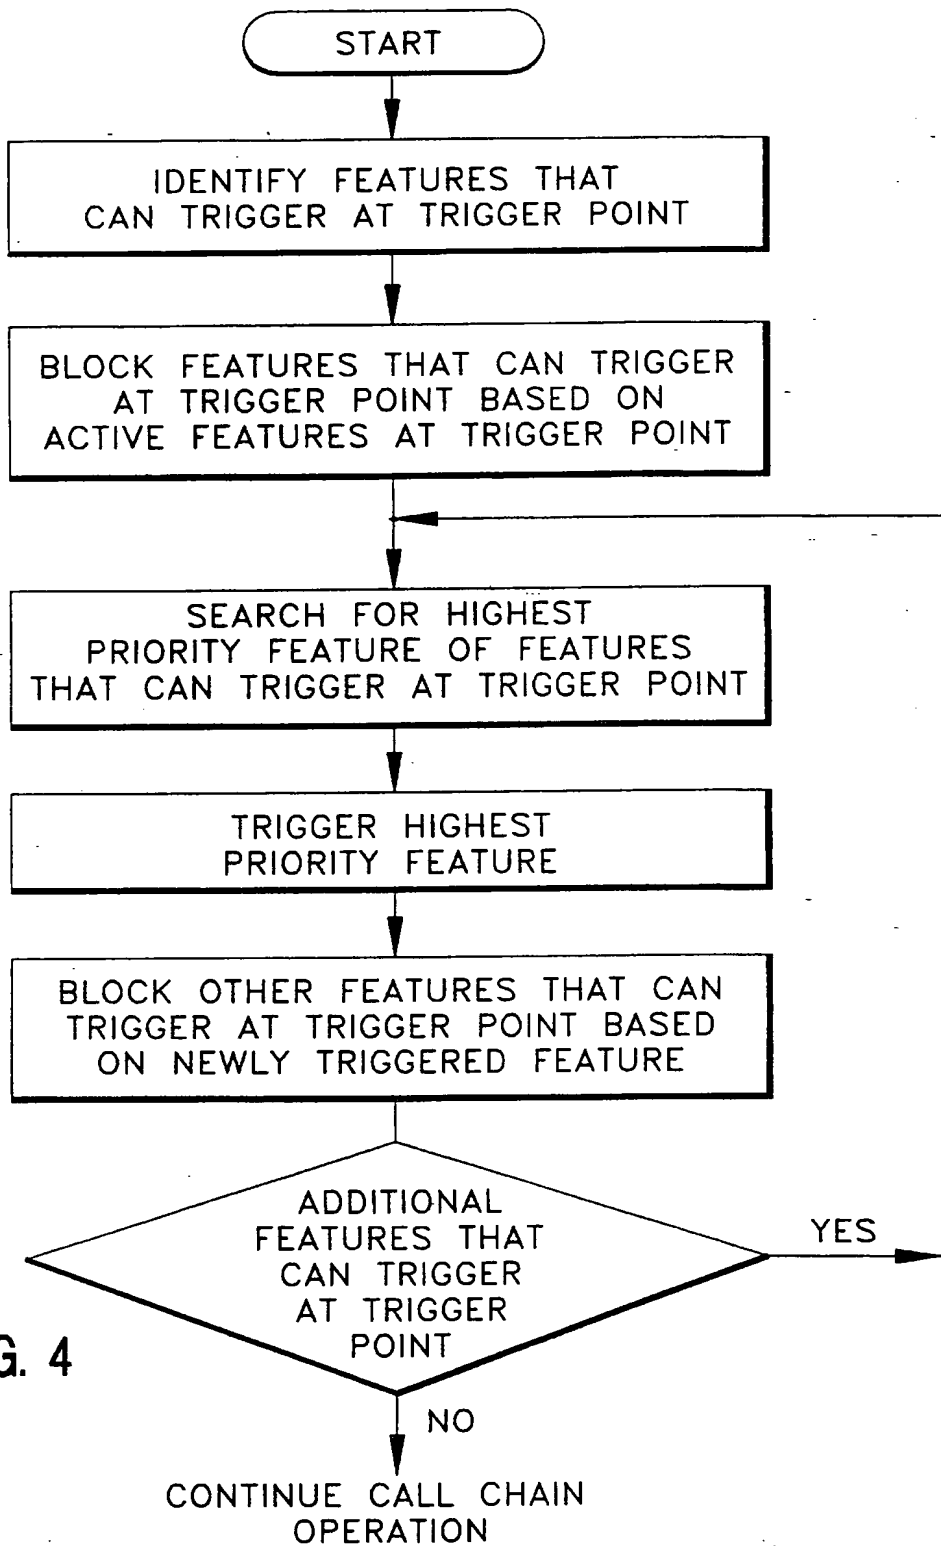 START
IDENTIFY FEATURES THAT
CAN TRIGGER AT TRIGGER POINT
BLOCK FEATURES THAT CAN TRIGGER
AT TRIGGER POINT BASED ON
ACTIVE FEATURES AT TRIGGER POINT
SEARCH FOR HIGHEST
PRIORITY FEATURE OF FEATURES
THAT CAN TRIGGER AT TRIGGER POINT
TRIGGER HIGHEST
PRIORITY FEATURE
BLOCK OTHER FEATURES THAT CAN
TRIGGER AT TRIGGER POINT BASED
ON NEWLY TRIGGERED FEATURE
ADDITIONAL
FEATURES THAT
CAN TRIGGER
AT TRIGGER
POINT
YES
G. 4
NO
CONTINUE CALL CHAIN
OPERATION